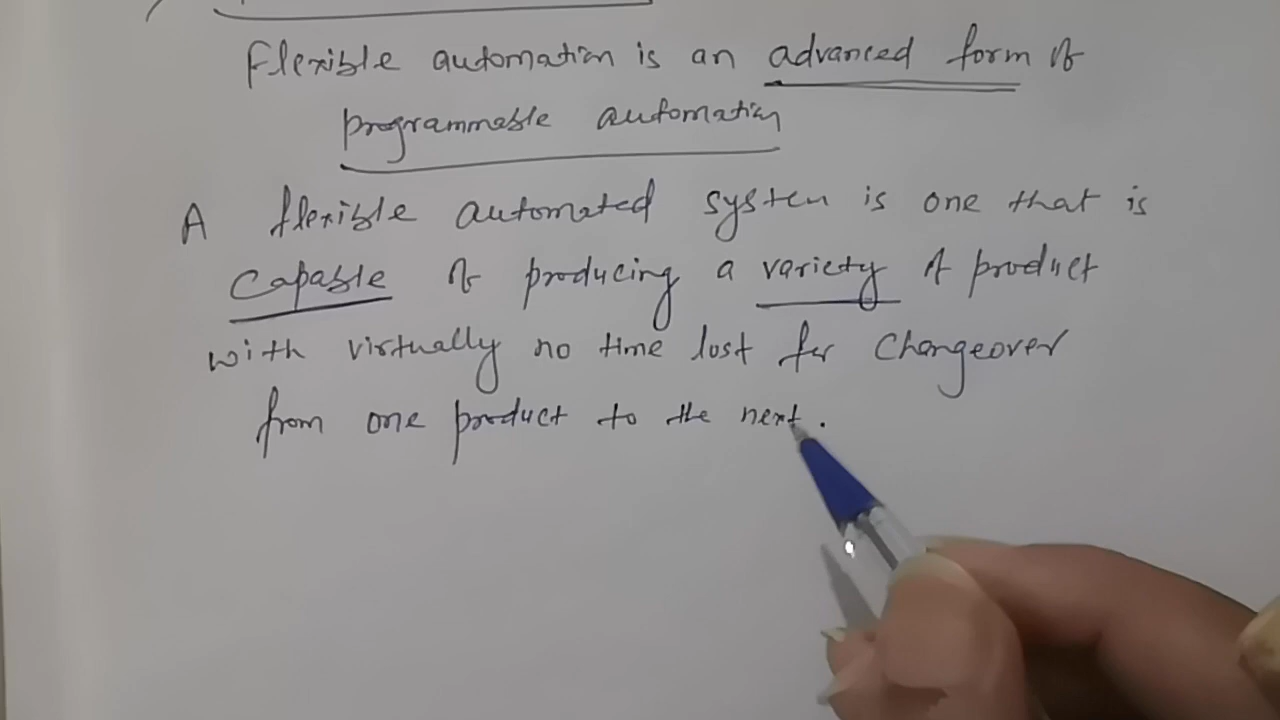 Flexible automation is an advanced form of
programmable automation
A flexible automated system is one that is
capable of producing a variety of product
with virtually no time lost for changeover
from one product to the next.